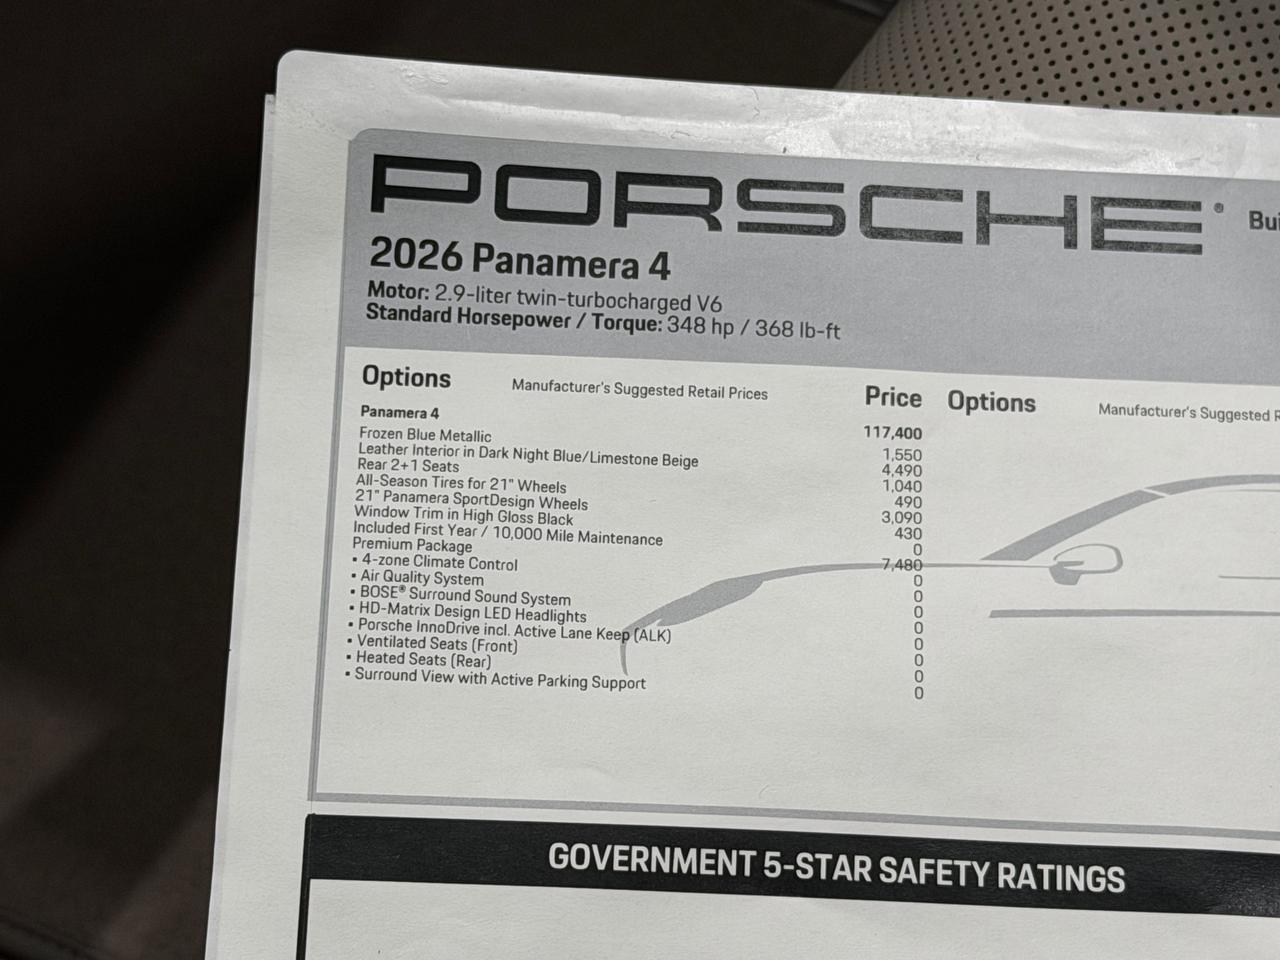 PORSCHE®
2026 Panamera 4
Motor: 2.9-liter twin-turbocharged V6
Standard Horsepower / Torque: 348 hp / 368 lb-ft
Options Manufacturer's Suggested Retail Prices Price Options Manufacturer's Suggested
Panamera 4 117,400
Frozen Blue Metallic 1,550
Leather Interior in Dark Night Blue/Limestone Beige 4,490
Rear 2+1 Seats 1,040
All-Season Tires for 21" Wheels 490
21" Panamera SportDesign Wheels 3,090
Window Trim in High Gloss Black 430
Included First Year / 10,000 Mile Maintenance 0
Premium Package 7,480
• 4-zone Climate Control 0
• Air Quality System 0
• BOSE® Surround Sound System 0
• HD-Matrix Design LED Headlights 0
• Porsche InnoDrive incl. Active Lane Keep (ALK) 0
• Ventilated Seats (Front) 0
• Heated Seats (Rear) 0
• Surround View with Active Parking Support 0
GOVERNMENT 5-STAR SAFETY RATINGS